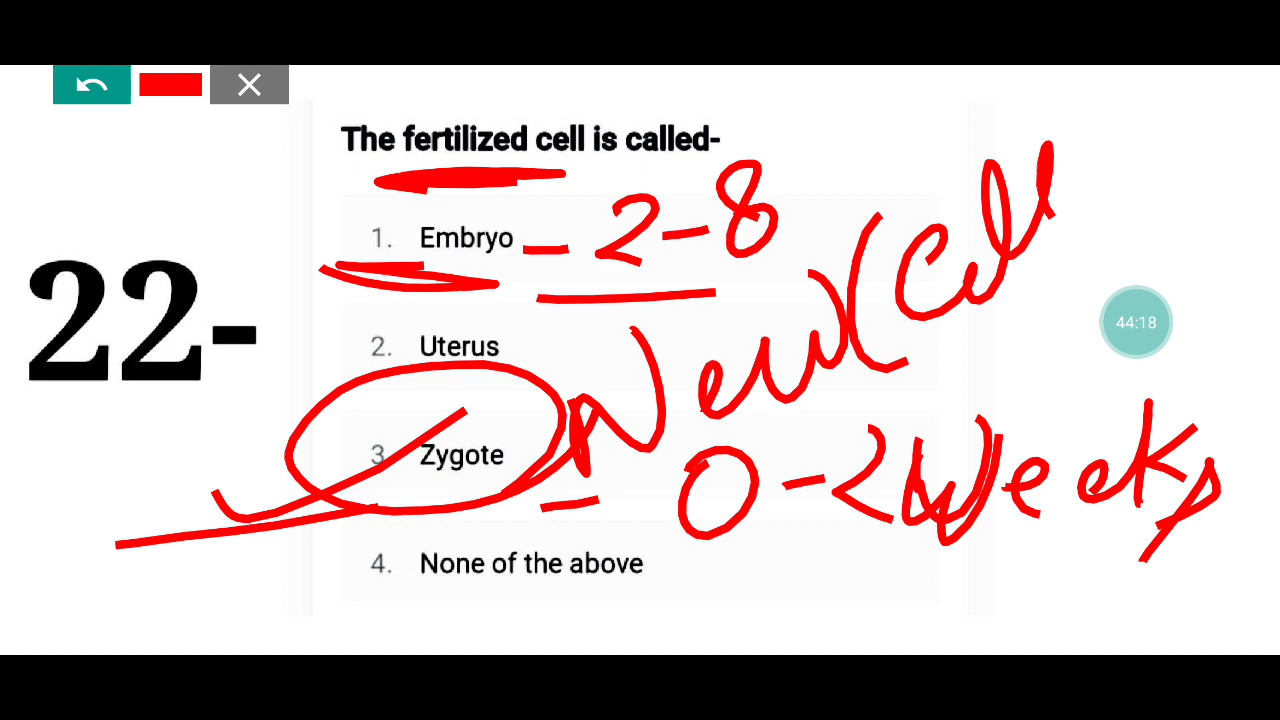 The fertilized cell is called-
1. Embryo - 2-8
22-
2. Uterus
New Cell
44:18
3. Zygote
- 0-2 Weeks
4. None of the above